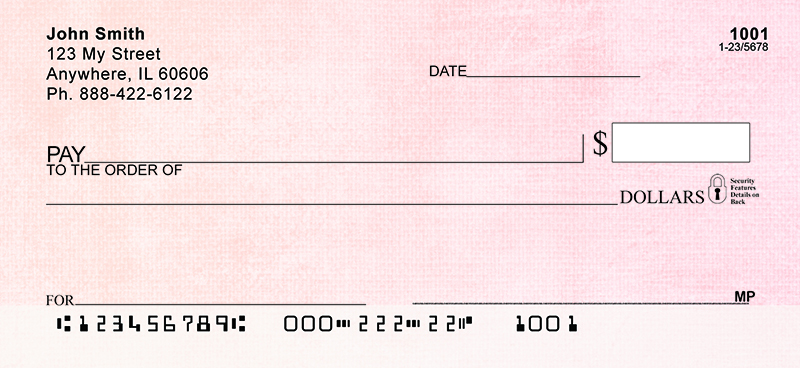 John Smith
1001
123 My Street
1-23/5678
Anywhere, IL 60606
DATE
Ph. 888-422-6122
PAY
$
TO THE ORDER OF
DOLLARS
Security
Features
Details on
Back
FOR
MP
⑆123456789⑆ 000⑉222⑉22⑈ 1001